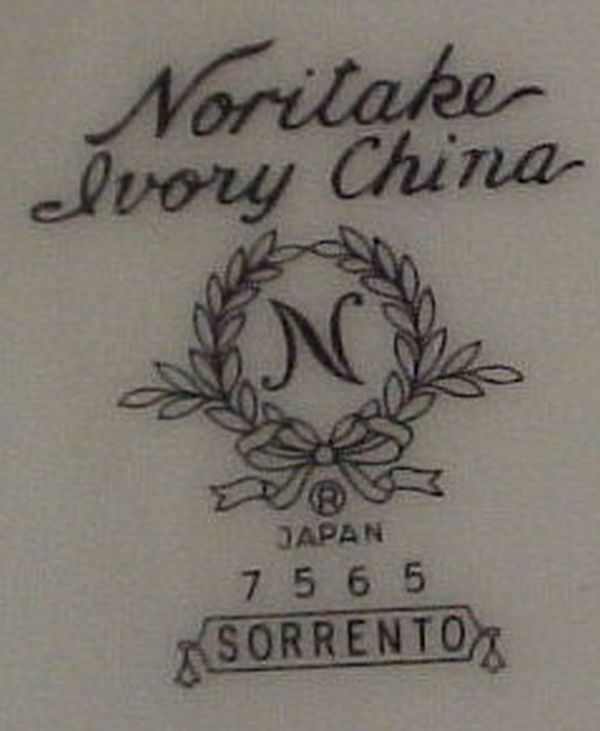 Noritake
Ivory China
N
®
JAPAN
7565
SORRENTO